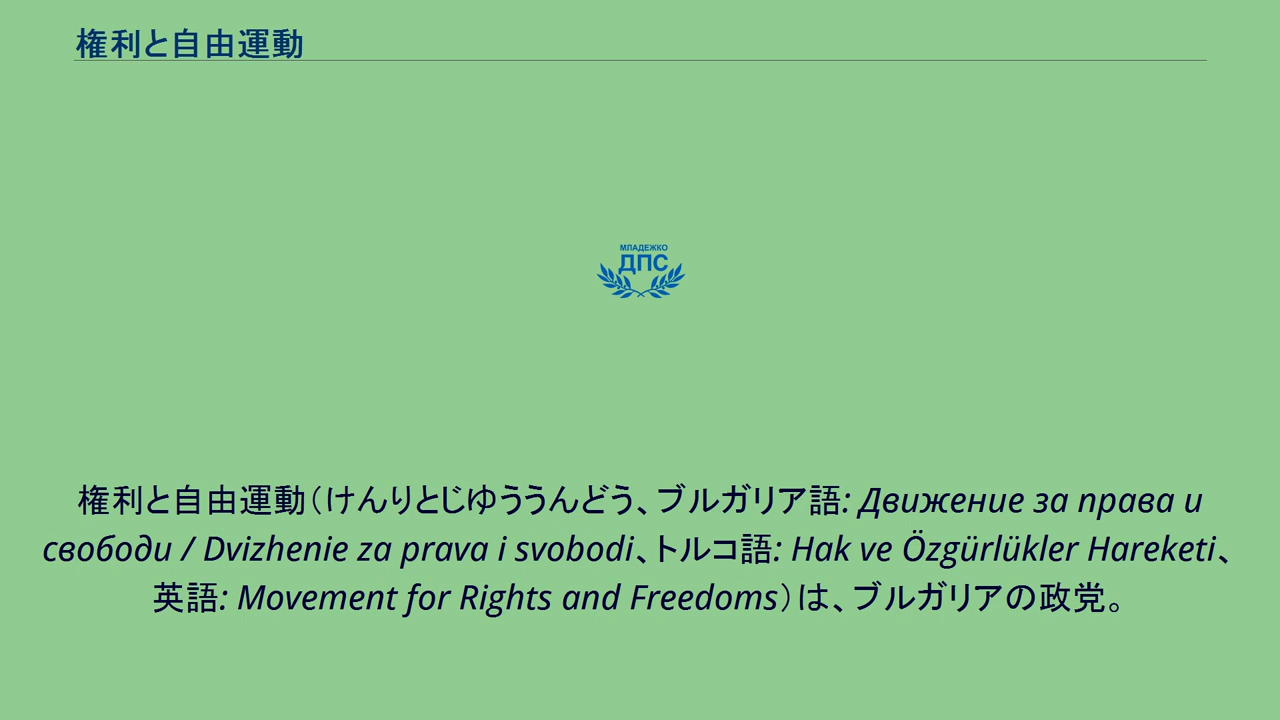 権利と自由運動
МЛАДЕЖКО
ДПС
権利と自由運動（けんりとじゆううんどう、ブルガリア語: Движение за права и
свободи / Dvizhenie za prava i svobodi、トルコ語: Hak ve Özgürlükler Hareketi、
英語: Movement for Rights and Freedoms）は、ブルガリアの政党。